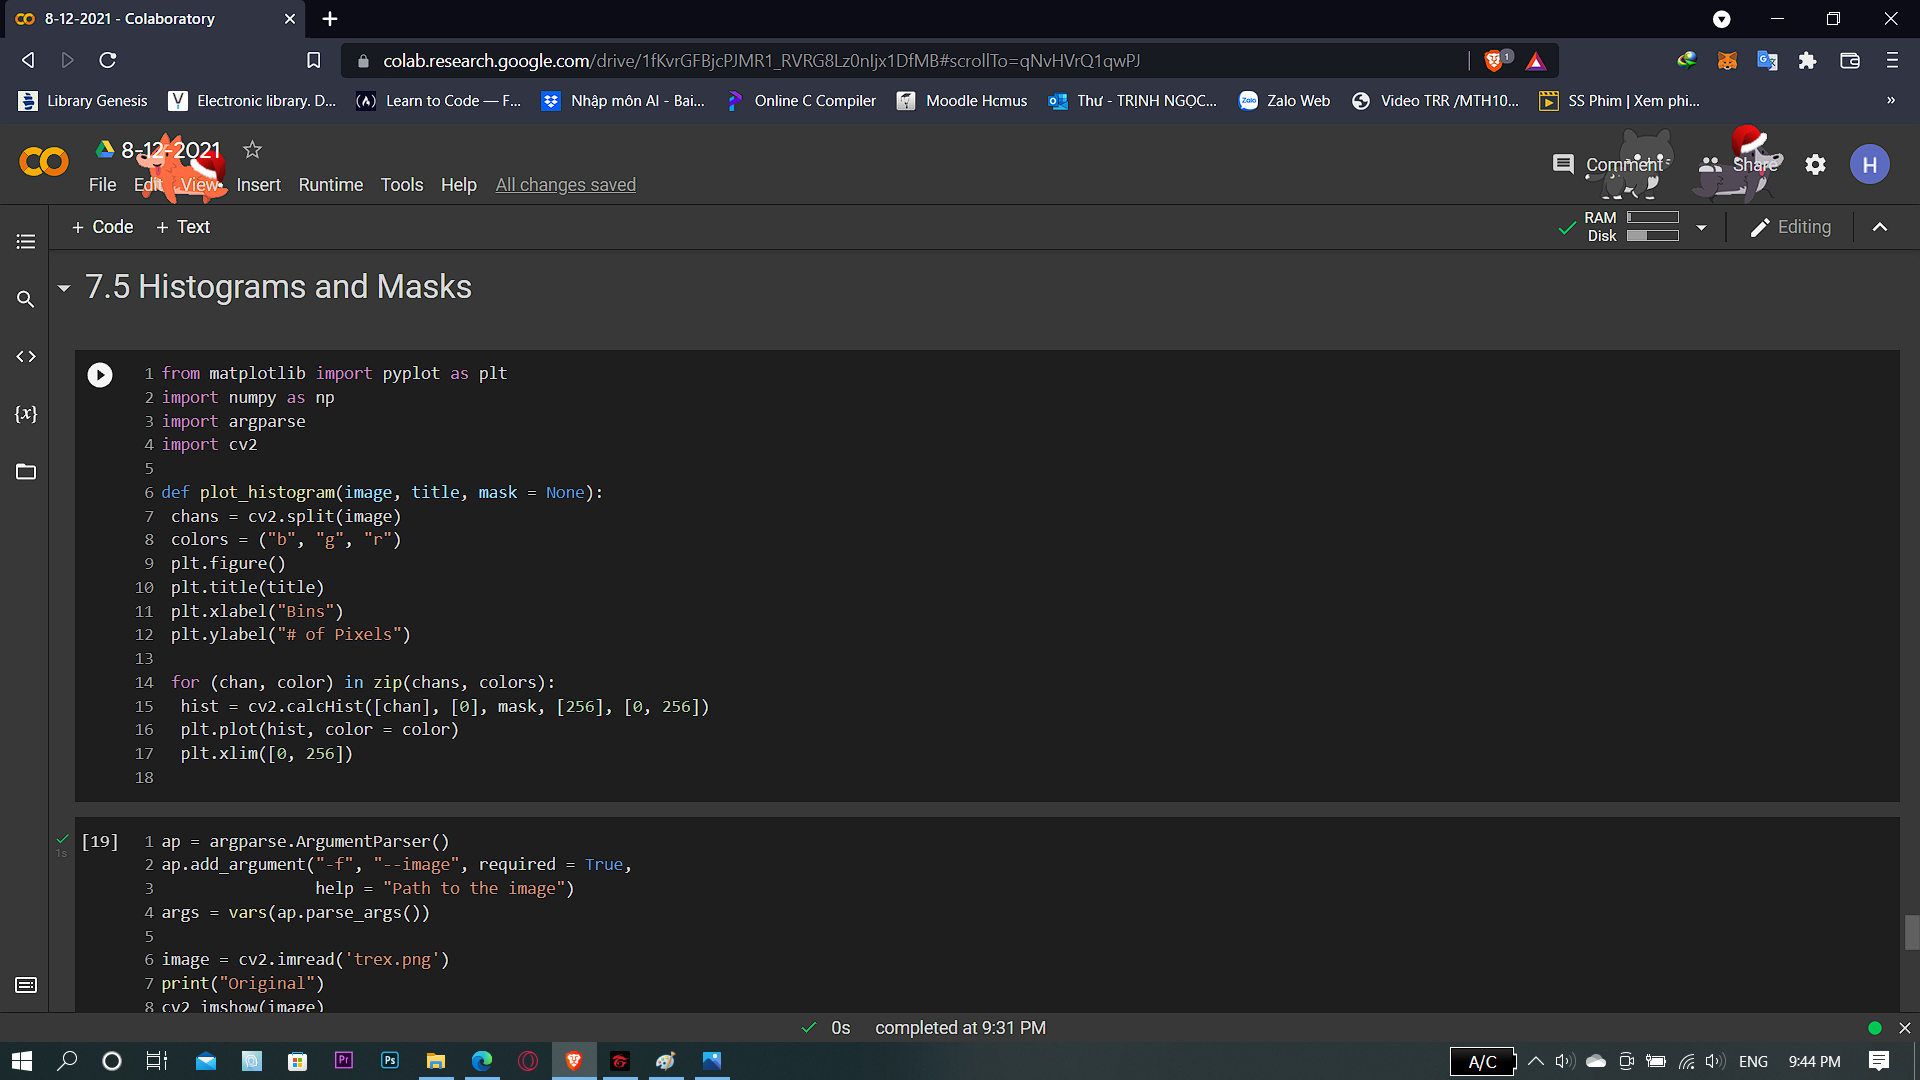 8-12-2021 - Colaboratory
colab.research.google.com/drive/1fKvrGFBjcPJMR1_RVRG8Lz0nIjx1DfMB#scrollTo=qNvHVrQ1qwPJ
1
Library Genesis
Electronic library. D...
Learn to Code — F...
Nhập môn AI - Bai...
Online C Compiler
Moodle Hcmus
Thư - TRỊNH NGỌC...
Zalo Web
Video TRR /MTH10...
SS Phim | Xem phi...
»
8-12-2021
Comment
Share
H
File Edit View Insert Runtime Tools Help All changes saved
+ Code + Text
RAM
Disk
Editing
7.5 Histograms and Masks
1 from matplotlib import pyplot as plt
2 import numpy as np
3 import argparse
4 import cv2
5
6 def plot_histogram(image, title, mask = None):
7 chans = cv2.split(image)
8 colors = ("b", "g", "r")
9 plt.figure()
10 plt.title(title)
11 plt.xlabel("Bins")
12 plt.ylabel("# of Pixels")
13
14 for (chan, color) in zip(chans, colors):
15 hist = cv2.calcHist([chan], [0], mask, [256], [0, 256])
16 plt.plot(hist, color = color)
17 plt.xlim([0, 256])
18
[19] 1 ap = argparse.ArgumentParser()
1s
2 ap.add_argument("-f", "--image", required = True,
3 help = "Path to the image")
4 args = vars(ap.parse_args())
5
6 image = cv2.imread('trex.png')
7 print("Original")
8 cv2_imshow(image)
0s completed at 9:31 PM
Pr
Ps
A/C
ENG
9:44 PM